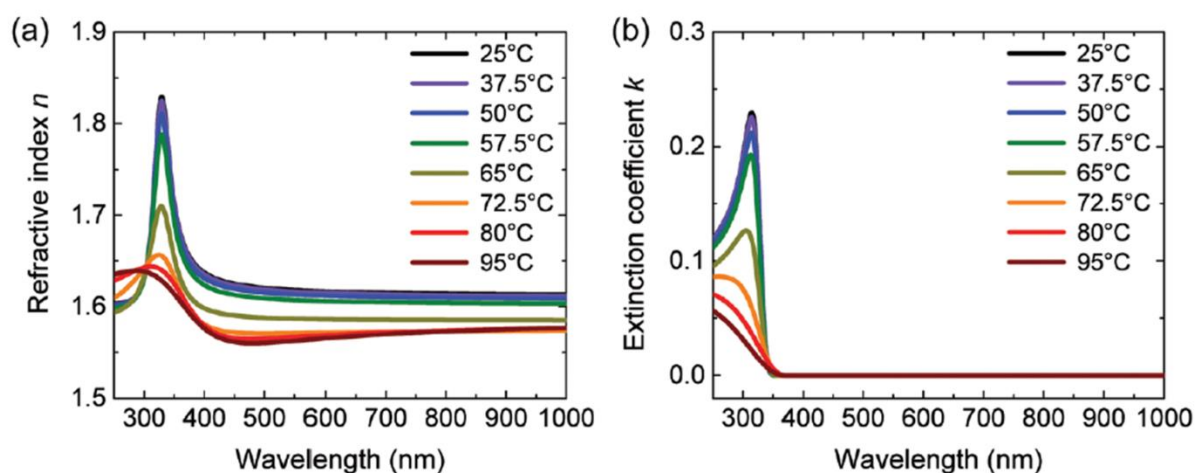 (a)
1.9
1.8
1.7
1.6
1.5
Refractive index n
25°C
37.5°C
50°C
57.5°C
65°C
72.5°C
80°C
95°C
300 400 500 600 700 800 900 1000
Wavelength (nm)
(b)
0.3
0.2
0.1
0.0
Extinction coefficient k
25°C
37.5°C
50°C
57.5°C
65°C
72.5°C
80°C
95°C
300 400 500 600 700 800 900 1000
Wavelength (nm)